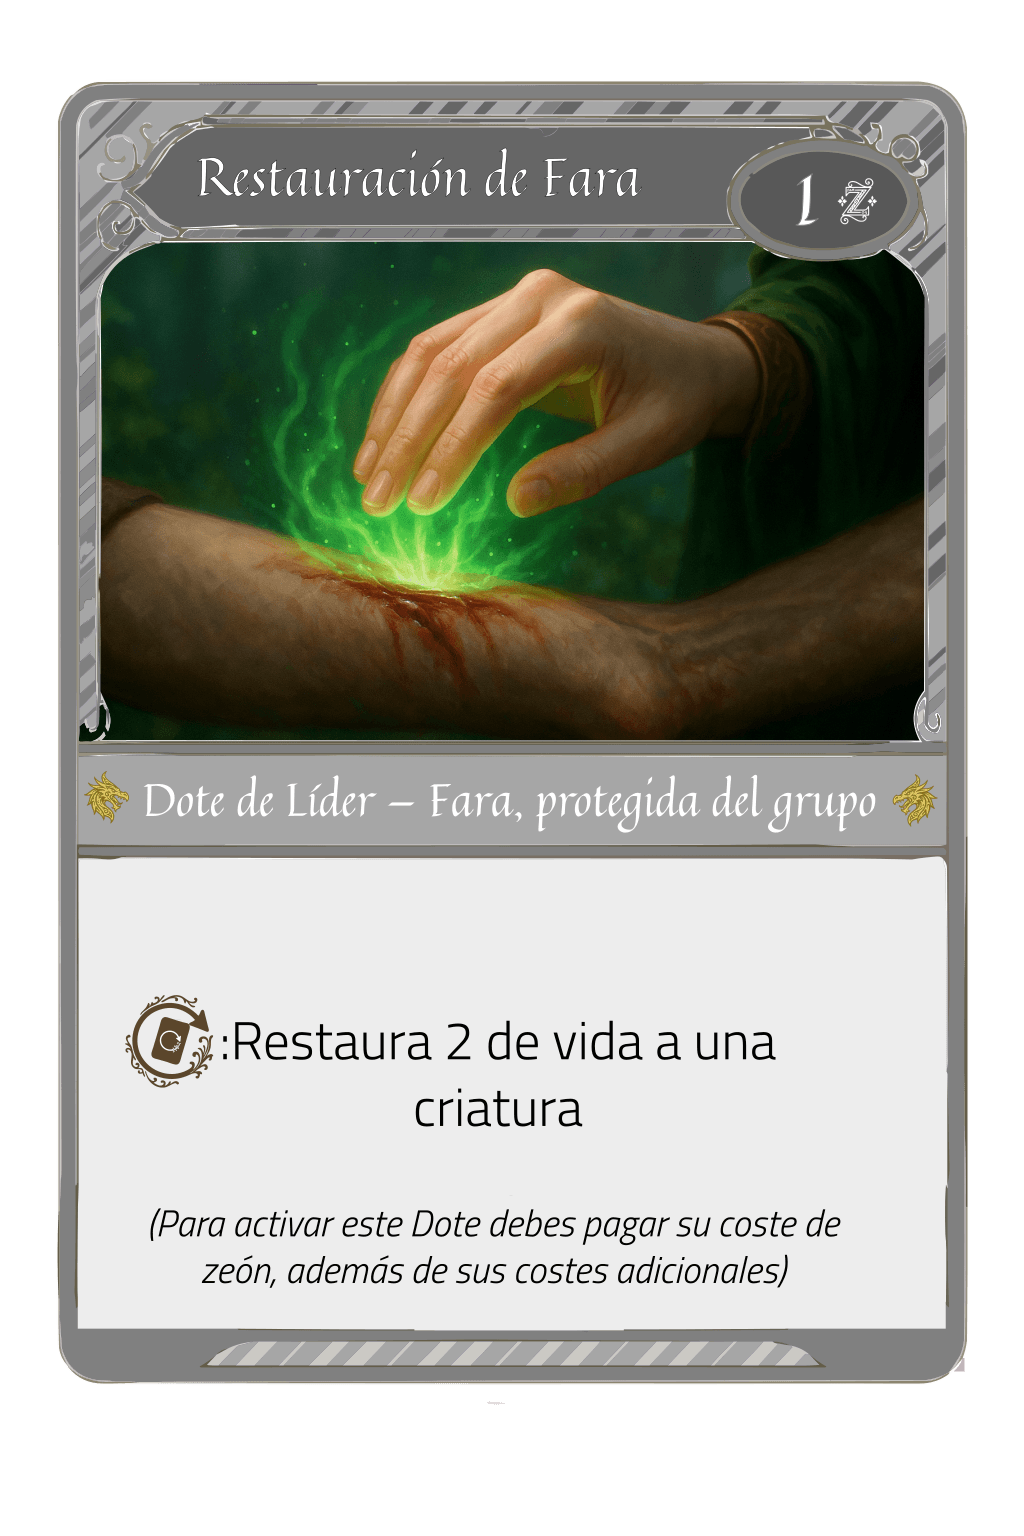 Restauración de Fara
1 Z
Dote de Líder – Fara, protegida del grupo
:Restaura 2 de vida a una
criatura
(Para activar este Dote debes pagar su coste de
zeón, además de sus costes adicionales)